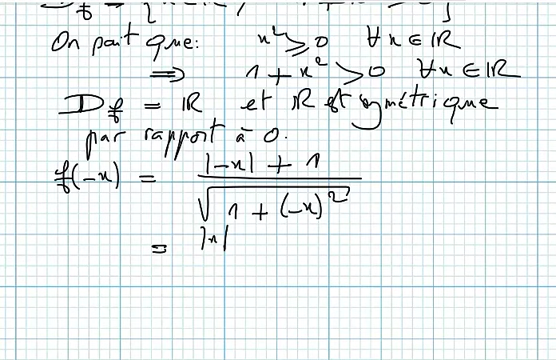 On sait que: x² ≥ 0 ∀x ∈ ℝ
⇒ 1 + x² > 0 ∀x ∈ ℝ
Df = ℝ et ℝ est symétrique
par rapport à 0.
f(-x) = |-x| + 1 / √(1 + (-x)²)
= |x|